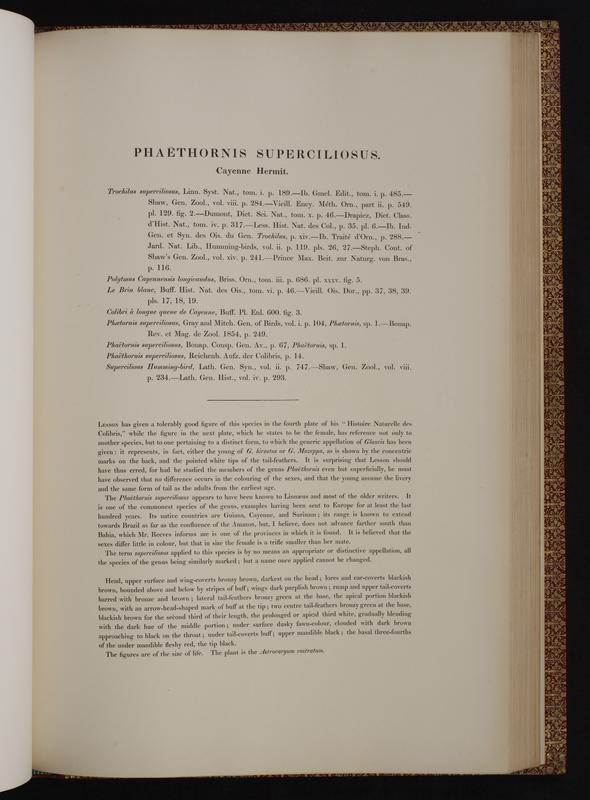 PHAËTHORNIS SUPERCILIOSUS.
Cayenne Hermit.
Trochilus superciliosus, Linn. Syst. Nat., tom. i. p. 189.—Ib. Gmel. Edit., tom. i. p. 485.—
Shaw, Gen. Zool., vol. viii. p. 284.—Vieill. Ency. Méth. Orn., part ii. p. 549.
pl. 129. fig. 2.—Dumont, Dict. Sci. Nat., tom. x. p. 46.—Drapiez, Dict. Class.
d'Hist. Nat., tom. iv. p. 317.—Less. Hist. Nat. des Col., p. 35. pl. 6.—Ib. Ind.
Gen. et Syn. des Ois. du Gen. Trochilus, p. xiv.—Ib. Traité d'Orn., p. 288.—
Jard. Nat. Lib., Humming-birds, vol. ii. p. 119. pls. 26, 27.—Steph. Cont. of
Shaw's Gen. Zool., vol. xiv. p. 241.—Prince Max. Beit. zur Naturg. von Bras.,
p. 116.
Polytmus Cayennensis longicaudus, Briss. Orn., tom. iii. p. 686. pl. xxxv. fig. 5.
Le Brin blanc, Buff. Hist. Nat. des Ois., tom. vi. p. 46.—Vieill. Ois. Dor., pp. 37, 38, 39.
pls. 17, 18, 19.
Colibri à longue queue de Cayenne, Buff. Pl. Enl. 600. fig. 3.
Phætornis superciliosus, Gray and Mitch. Gen. of Birds, vol. i. p. 104, Phætornis, sp. 1.—Bonap.
Rev. et Mag. de Zool. 1854, p. 249.
Phaëtornis superciliosus, Bonap. Consp. Gen. Av., p. 67, Phaëtornis, sp. 1.
Phaëthornis superciliosus, Reichenb. Aufz. der Colibris, p. 14.
Supercilious Humming-bird, Lath. Gen. Syn., vol. ii. p. 747.—Shaw, Gen. Zool., vol. viii.
p. 234.—Lath. Gen. Hist., vol. iv. p. 293.
Lesson has given a tolerably good figure of this species in the fourth plate of his "Histoire Naturelle des
Colibris," while the figure in the next plate, which he states to be the female, has reference not only to
another species, but to one pertaining to a distinct form, to which the generic appellation of Glaucis has been
given: it represents, in fact, either the young of G. hirsutus or G. Mazeppa, as is shown by the concentric
marks on the back, and the pointed white tips of the tail-feathers. It is surprising that Lesson should
have thus erred, for had he studied the members of the genus Phaëthornis even but superficially, he must
have observed that no difference occurs in the colouring of the sexes, and that the young assume the livery
and the same form of tail as the adults from the earliest age.
The Phaëthornis superciliosus appears to have been known to Linnæus and most of the older writers. It
is one of the commonest species of the genus, examples having been sent to Europe for at least the last
hundred years. Its native countries are Guiana, Cayenne, and Surinam; its range is known to extend
towards Brazil as far as the confluence of the Amazon, but, I believe, does not advance farther south than
Bahia, which Mr. Reeves informs me is one of the provinces in which it is found. It is believed that the
sexes differ little in colour, but that in size the female is a trifle smaller than her mate.
The term superciliosus applied to this species is by no means an appropriate or distinctive appellation, all
the species of the genus being similarly marked; but a name once applied cannot be changed.
Head, upper surface and wing-coverts bronzy brown, darkest on the head; lores and ear-coverts blackish
brown, bounded above and below by stripes of buff; wings dark purplish brown; rump and upper tail-coverts
barred with bronze and brown; lateral tail-feathers bronzy green at the base, the apical portion blackish
brown, with an arrow-head-shaped mark of buff at the tip; two centre tail-feathers bronzy green at the base,
blackish brown for the second third of their length, the prolonged or apical third white, gradually blending
with the dark hue of the middle portion; under surface dusky fawn-colour, clouded with dark brown
approaching to black on the throat; under tail-coverts buff; upper mandible black; the basal three-fourths
of the under mandible fleshy red, the tip black.
The figures are of the size of life. The plant is the Astrocaryum rostratum.